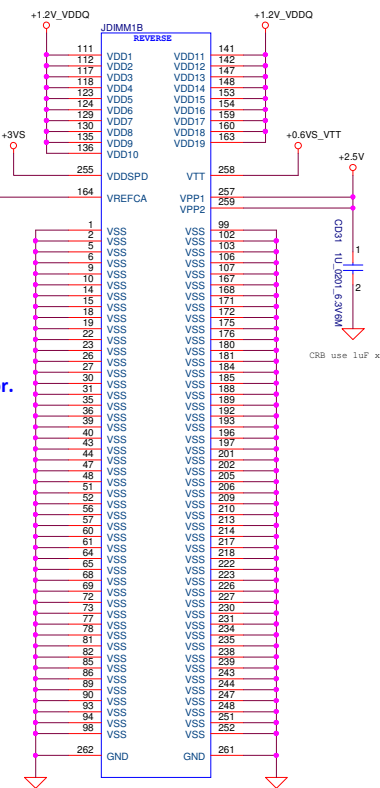 +1.2V_VDDQ +1.2V_VDDQ
JDIMM1B
REVERSE
111 VDD1 VDD11 141
112 VDD2 VDD12 142
117 VDD3 VDD13 147
118 VDD4 VDD14 148
123 VDD5 VDD15 153
124 VDD6 VDD16 154
129 VDD7 VDD17 159
130 VDD8 VDD18 160
135 VDD9 VDD19 163
136 VDD10
+3VS +0.6VS_VTT
+2.5V
255 VDDSPD VTT 258
164 VREFCA VPP1 257
VPP2 259
1 VSS VSS 99
2 VSS VSS 102
5 VSS VSS 103
6 VSS VSS 106
9 VSS VSS 107
10 VSS VSS 167
14 VSS VSS 168
15 VSS VSS 171
18 VSS VSS 172
19 VSS VSS 175
22 VSS VSS 176
23 VSS VSS 180
26 VSS VSS 181
27 VSS VSS 184
30 VSS VSS 185
31 VSS VSS 188
35 VSS VSS 189
36 VSS VSS 192
39 VSS VSS 193
40 VSS VSS 196
43 VSS VSS 197
44 VSS VSS 201
47 VSS VSS 202
48 VSS VSS 205
51 VSS VSS 206
52 VSS VSS 209
56 VSS VSS 210
57 VSS VSS 213
60 VSS VSS 214
61 VSS VSS 217
64 VSS VSS 218
65 VSS VSS 222
68 VSS VSS 223
69 VSS VSS 226
72 VSS VSS 227
73 VSS VSS 230
77 VSS VSS 231
78 VSS VSS 234
81 VSS VSS 235
82 VSS VSS 238
85 VSS VSS 239
86 VSS VSS 243
89 VSS VSS 244
90 VSS VSS 247
93 VSS VSS 248
94 VSS VSS 251
98 VSS VSS 252
262 GND GND 261
CD31 1U_0201_6.3V6M
1
2
CRB use 1uF x
or.